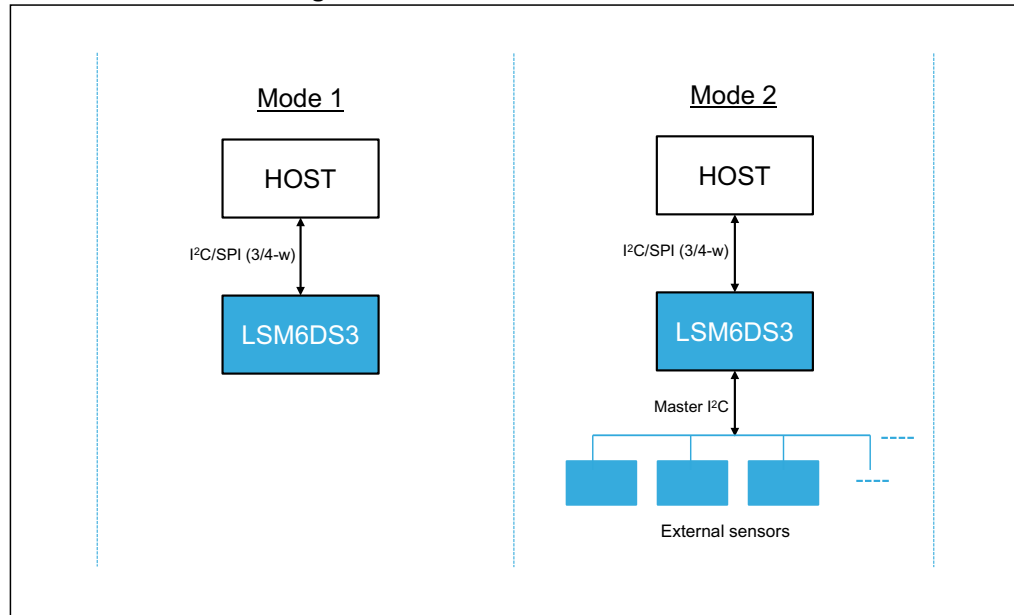 Mode 1
HOST
I²C/SPI (3/4-w)
LSM6DS3
Mode 2
HOST
I²C/SPI (3/4-w)
LSM6DS3
Master I²C
External sensors